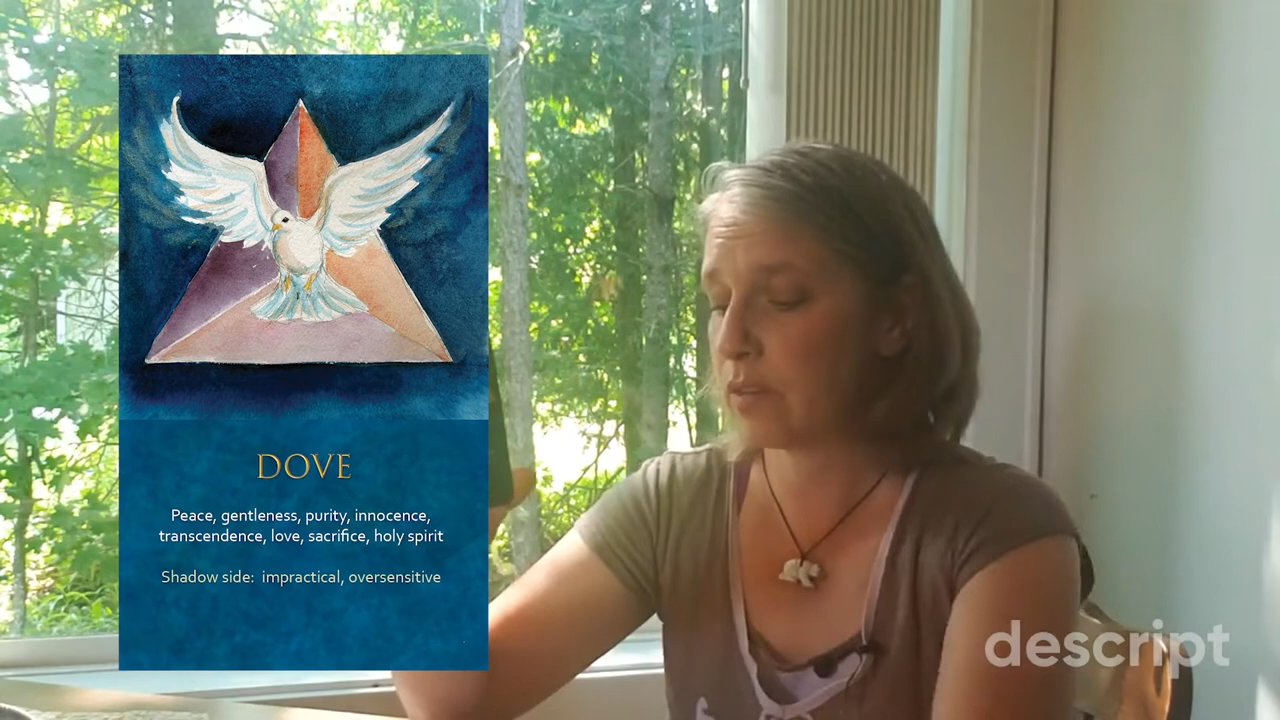 DOVE
Peace, gentleness, purity, innocence,
transcendence, love, sacrifice, holy spirit
Shadow side: impractical, oversensitive
descript